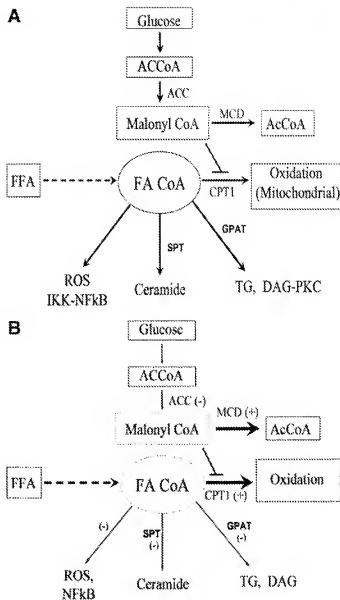 A
Glucose
ACCoA
ACC
Malonyl CoA
MCD
AcCoA
FFA
FA CoA
CPT1
Oxidation
(Mitochondrial)
GPAT
SPT
ROS
IKK-NFkB
Ceramide
TG, DAG-PKC
B
Glucose
ACCoA
ACC (-)
MCD (+)
Malonyl CoA
AcCoA
FFA
FA CoA
CPT1 (+)
Oxidation
(-)
SPT
(-)
GPAT
(-)
ROS,
NFkB
Ceramide
TG, DAG